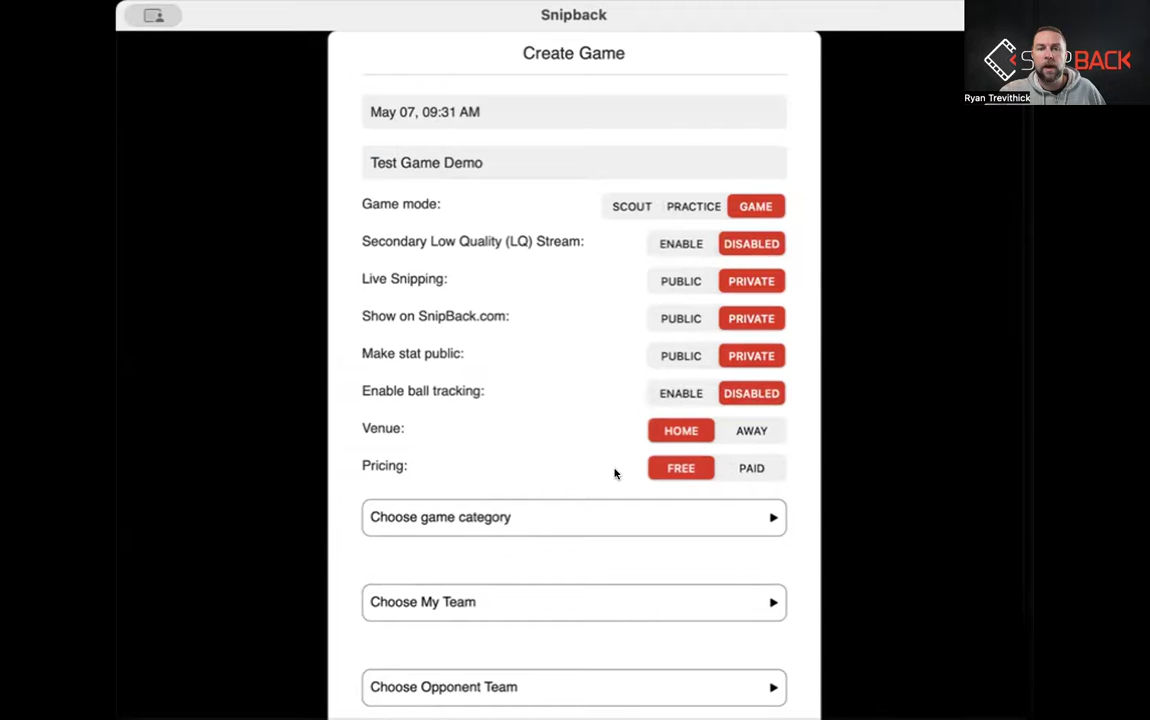 Snipback
SNIPBACK
Ryan Trevithick
Create Game
May 07, 09:31 AM
Test Game Demo
Game mode:
SCOUT PRACTICE GAME
Secondary Low Quality (LQ) Stream:
ENABLE DISABLED
Live Snipping:
PUBLIC PRIVATE
Show on SnipBack.com:
PUBLIC PRIVATE
Make stat public:
PUBLIC PRIVATE
Enable ball tracking:
ENABLE DISABLED
Venue:
HOME AWAY
Pricing:
FREE PAID
Choose game category
Choose My Team
Choose Opponent Team